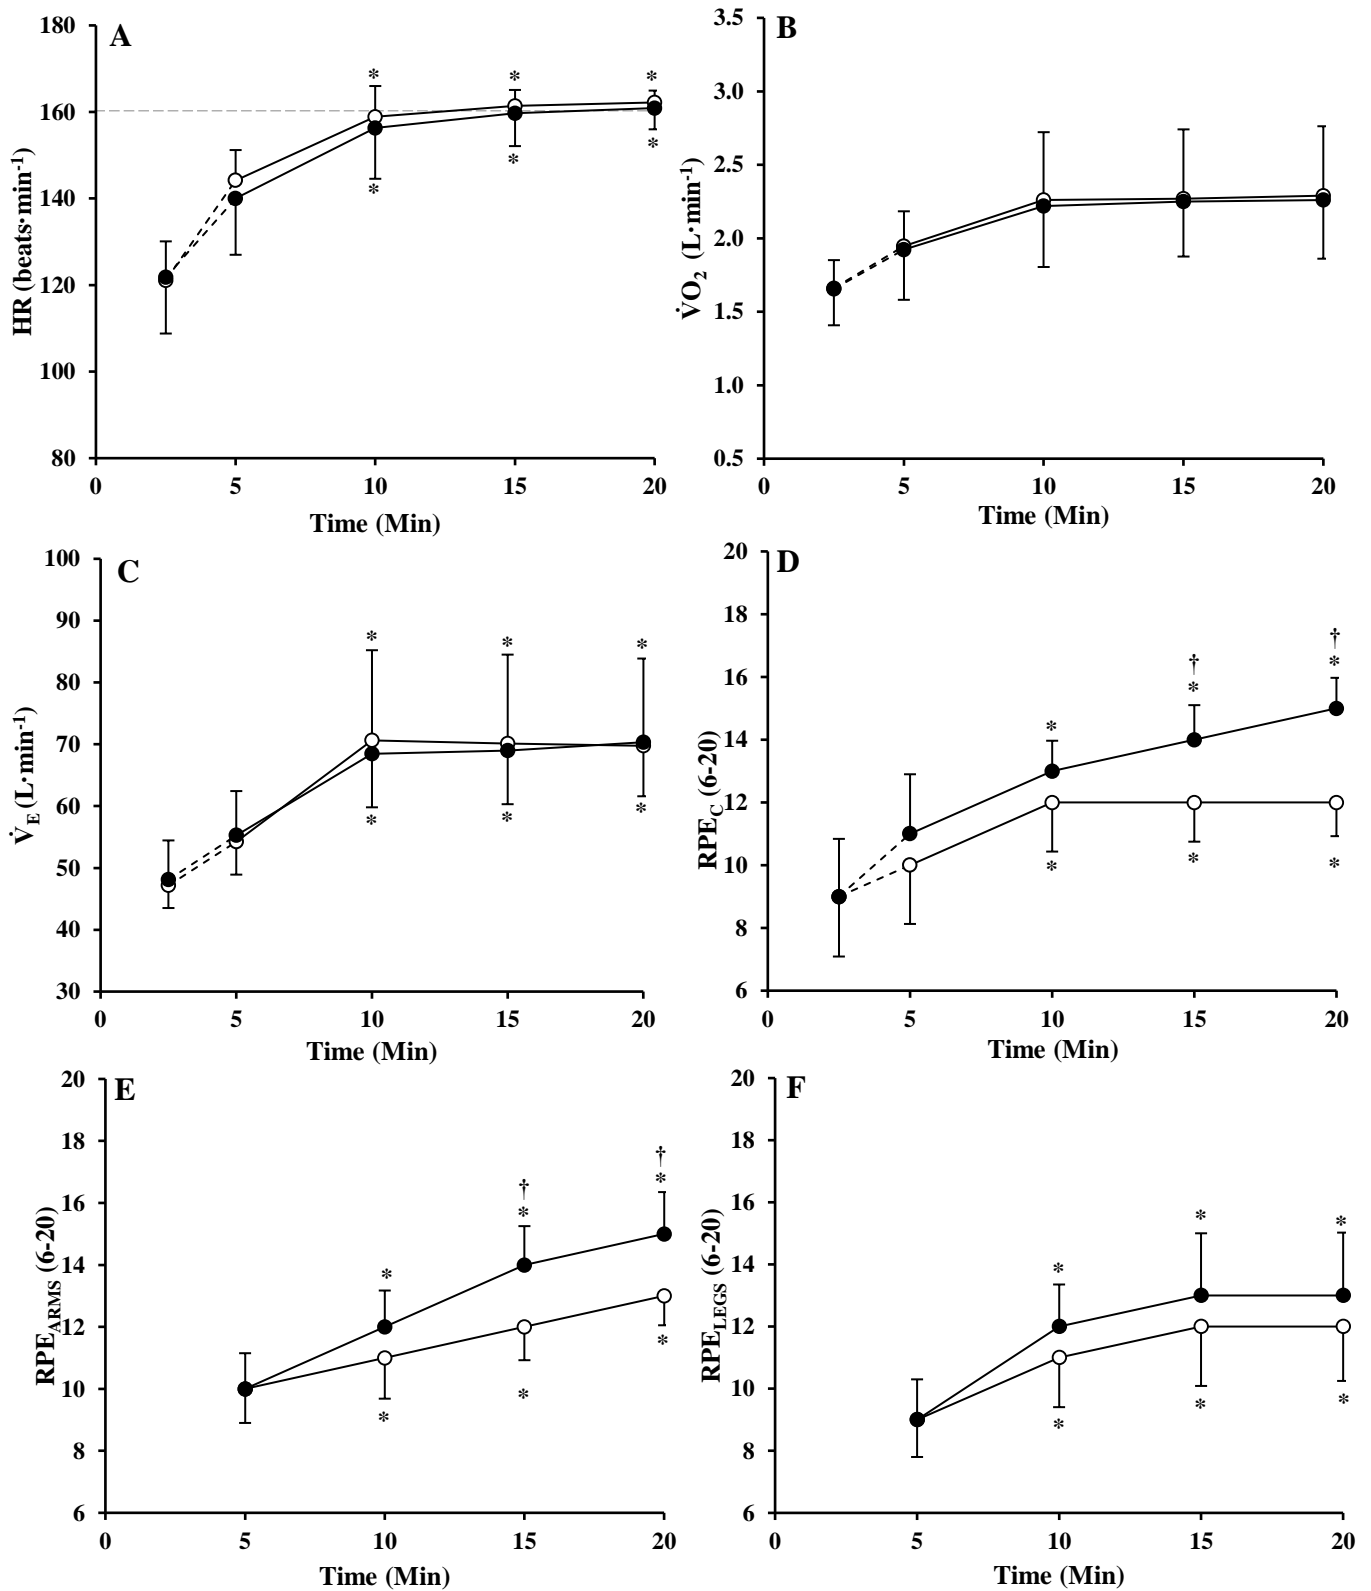 A
HR (beats·min-1)
180
160
140
120
100
80
0 5 10 15 20
Time (Min)
* * *
* * *
B
V̇O2 (L·min-1)
3.5
3.0
2.5
2.0
1.5
1.0
0.5
0 5 10 15 20
Time (Min)
C
V̇E (L·min-1)
100
90
80
70
60
50
40
30
0 5 10 15 20
Time (Min)
* * *
* * *
D
RPEC (6-20)
20
18
16
14
12
10
8
6
0 5 10 15 20
Time (Min)
† †
* * *
* * *
E
RPEARMS (6-20)
20
18
16
14
12
10
8
6
0 5 10 15 20
Time (Min)
† †
* * *
* * *
F
RPELEGS (6-20)
20
18
16
14
12
10
8
6
0 5 10 15 20
Time (Min)
* * *
* * *